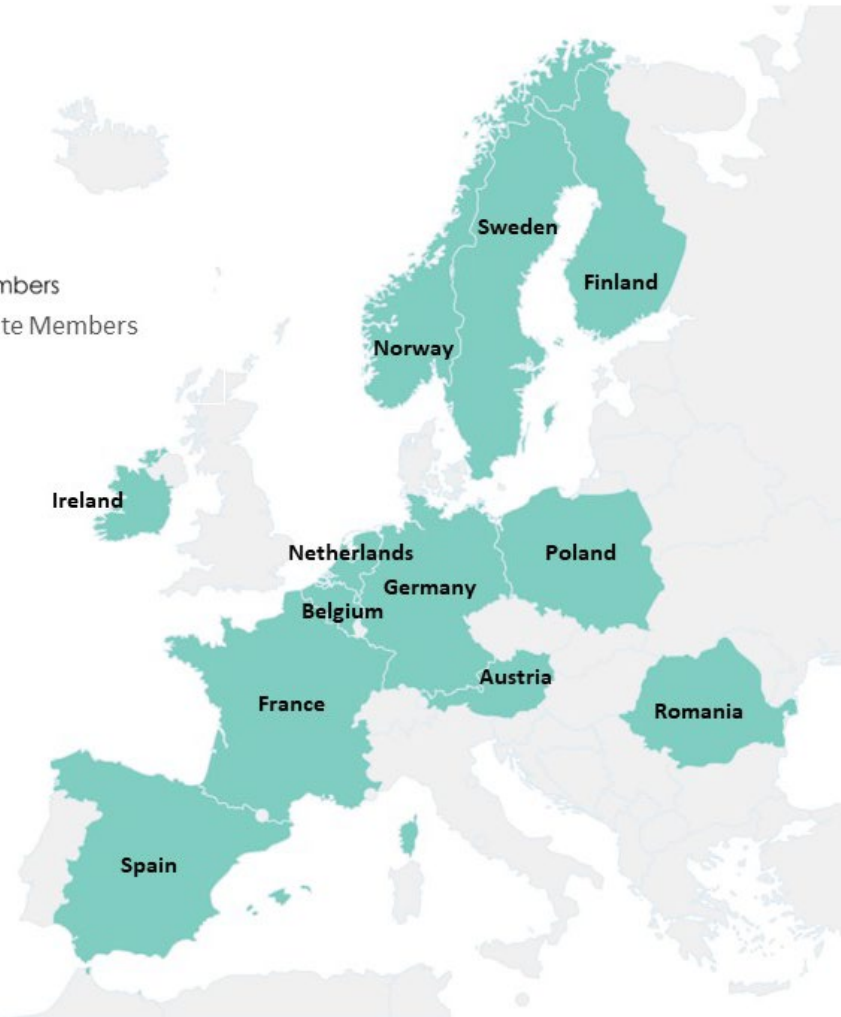 Sweden
Finland
mbers
te Members
Norway
Ireland
Netherlands
Poland
Germany
Belgium
Austria
France
Romania
Spain